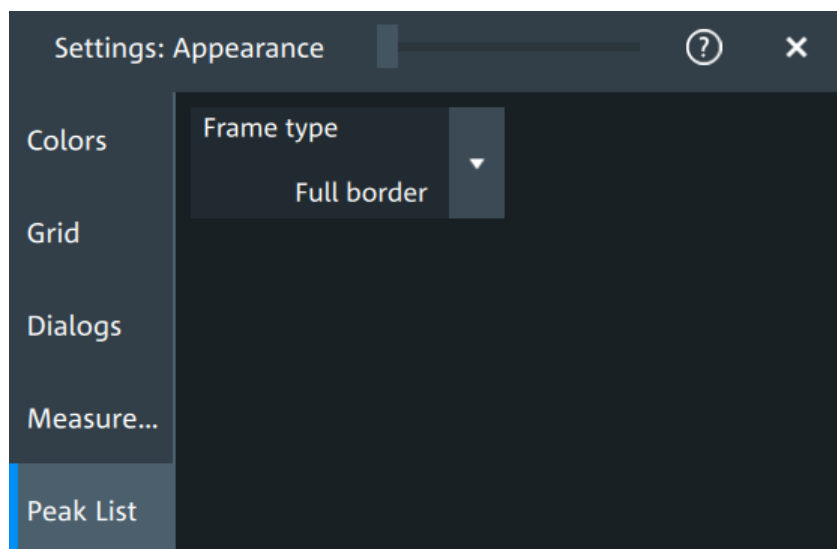 Settings: Appearance
?
Colors
Grid
Dialogs
Measure...
Peak List
Frame type
Full border